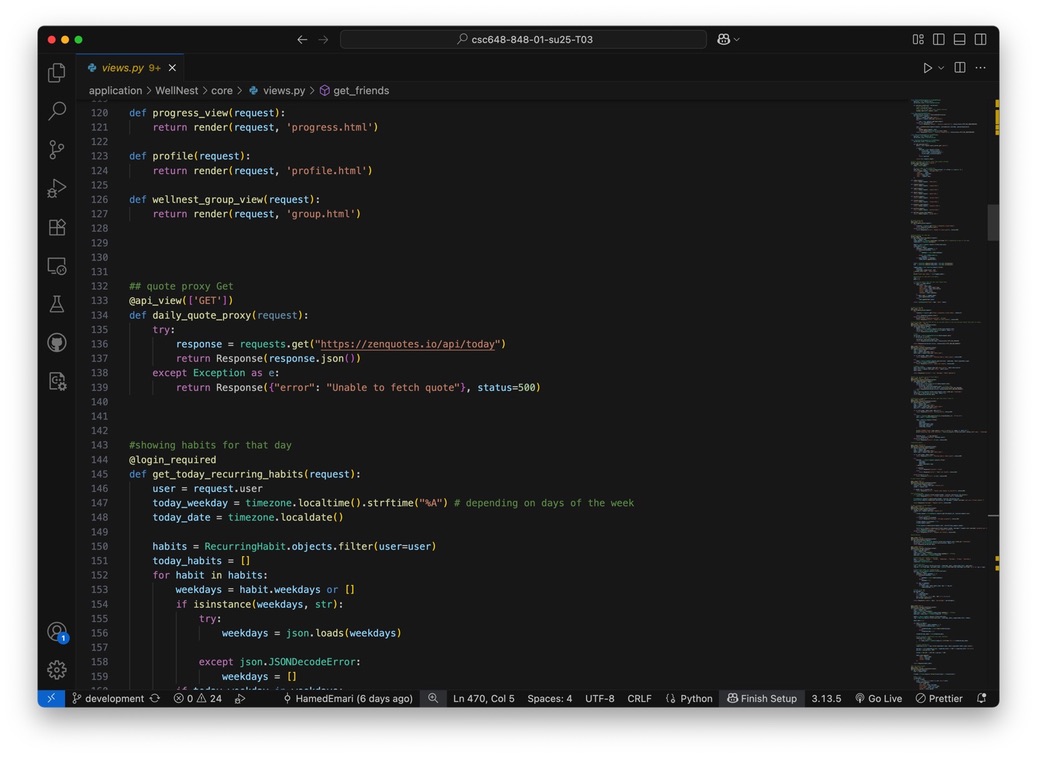 csc648-848-01-su25-T03
views.py 9+
application > WellNest > core > views.py > get_friends
120 def progress_view(request):
121 return render(request, 'progress.html')
122
123 def profile(request):
124 return render(request, 'profile.html')
125
126 def wellnest_group_view(request):
127 return render(request, 'group.html')
128
129
130
131
132 ## quote proxy Get
133 @api_view(['GET'])
134 def daily_quote_proxy(request):
135 try:
136 response = requests.get("https://zenquotes.io/api/today")
137 return Response(response.json())
138 except Exception as e:
139 return Response({"error": "Unable to fetch quote"}, status=500)
140
141
142
143 #showing habits for that day
144 @login_required
145 def get_today_recurring_habits(request):
146 user = request.user
147 today_weekday = timezone.localtime().strftime("%A") # depending on days of the week
148 today_date = timezone.localdate()
149
150 habits = RecurringHabit.objects.filter(user=user)
151 today_habits = []
152 for habit in habits:
153 weekdays = habit.weekdays or []
154 if isinstance(weekdays, str):
155 try:
156 weekdays = json.loads(weekdays)
157
158 except json.JSONDecodeError:
159 weekdays = []
1
development 0 24 HamedEmari (6 days ago) Ln 470, Col 5 Spaces: 4 UTF-8 CRLF Python Finish Setup 3.13.5 Go Live Prettier